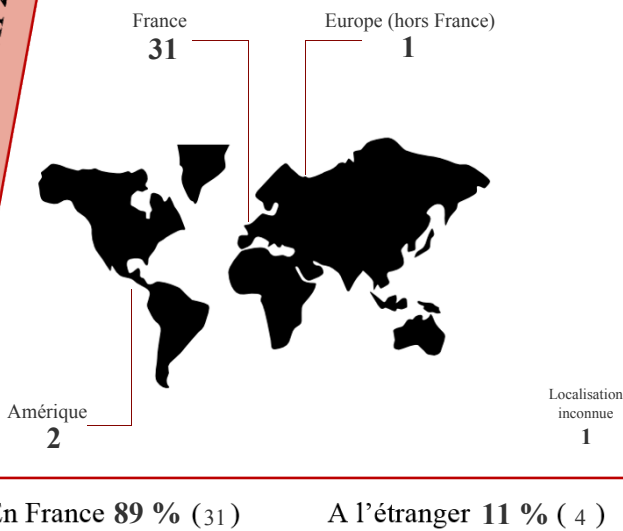 France
31
Europe (hors France)
1
Amérique
2
Localisation
inconnue
1
En France 89 % (31)
A l’étranger 11 % ( 4 )